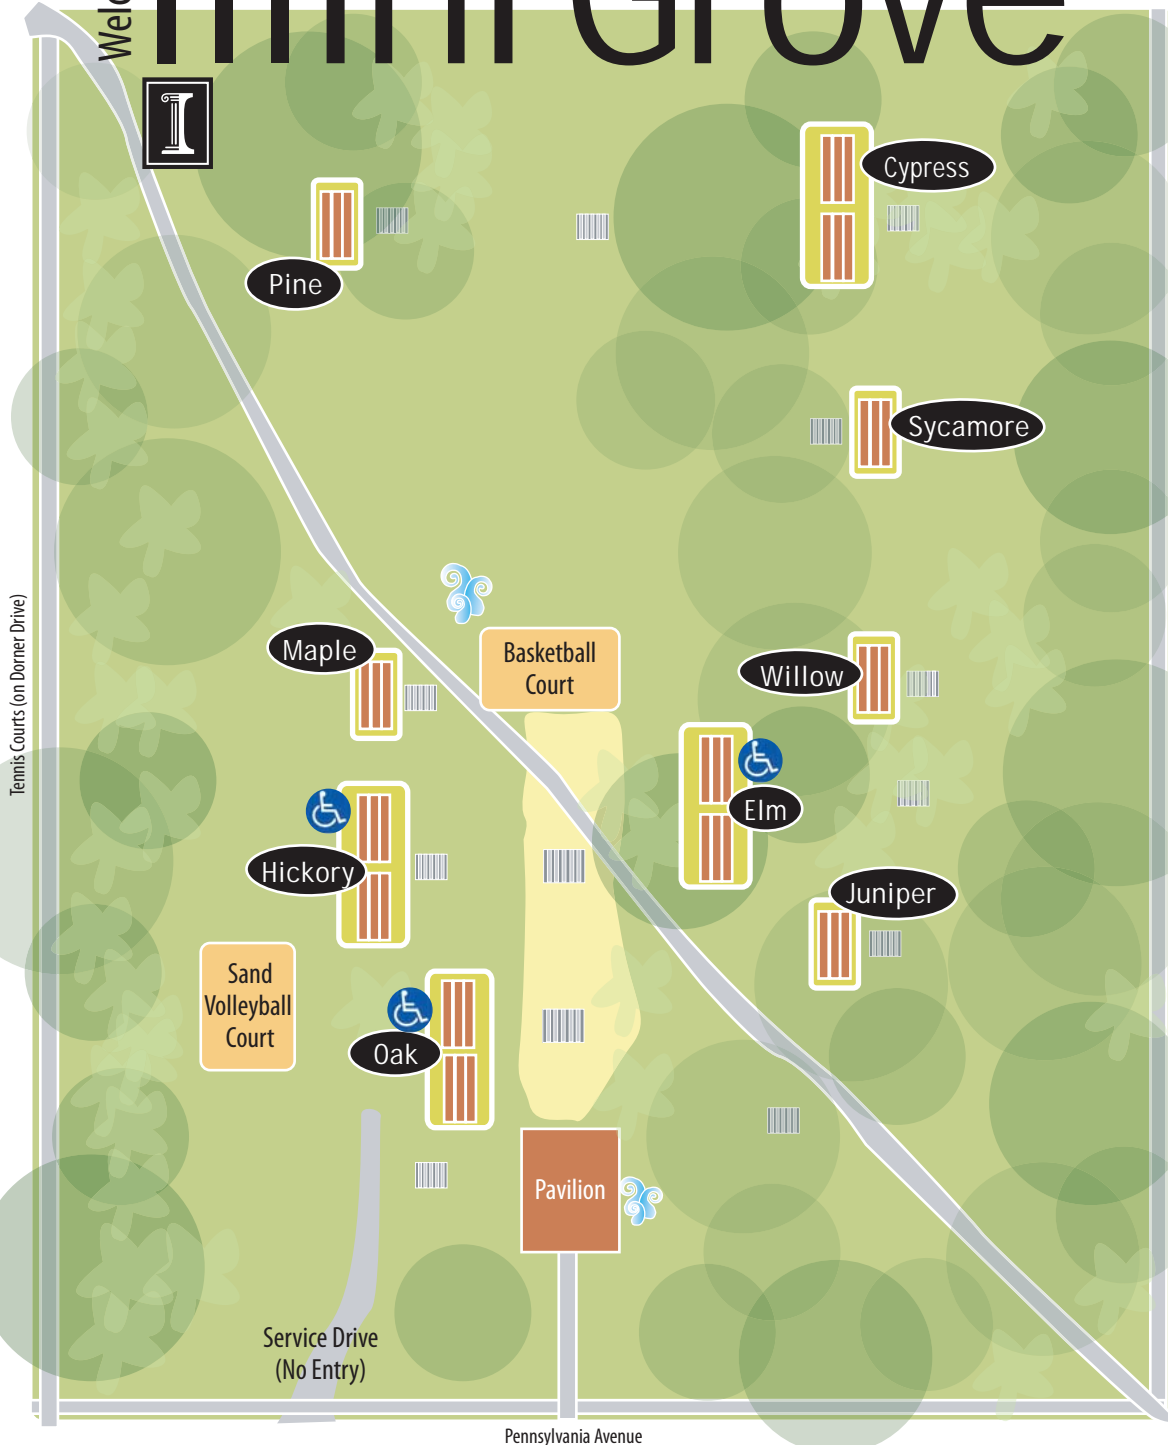 Grove
I
Cypress
Pine
Sycamore
Maple
Basketball
Court
Willow
Tennis Courts (on Dorner Drive)
Elm
Hickory
Juniper
Sand
Volleyball
Court
Oak
Pavilion
Service Drive
(No Entry)
Pennsylvania Avenue